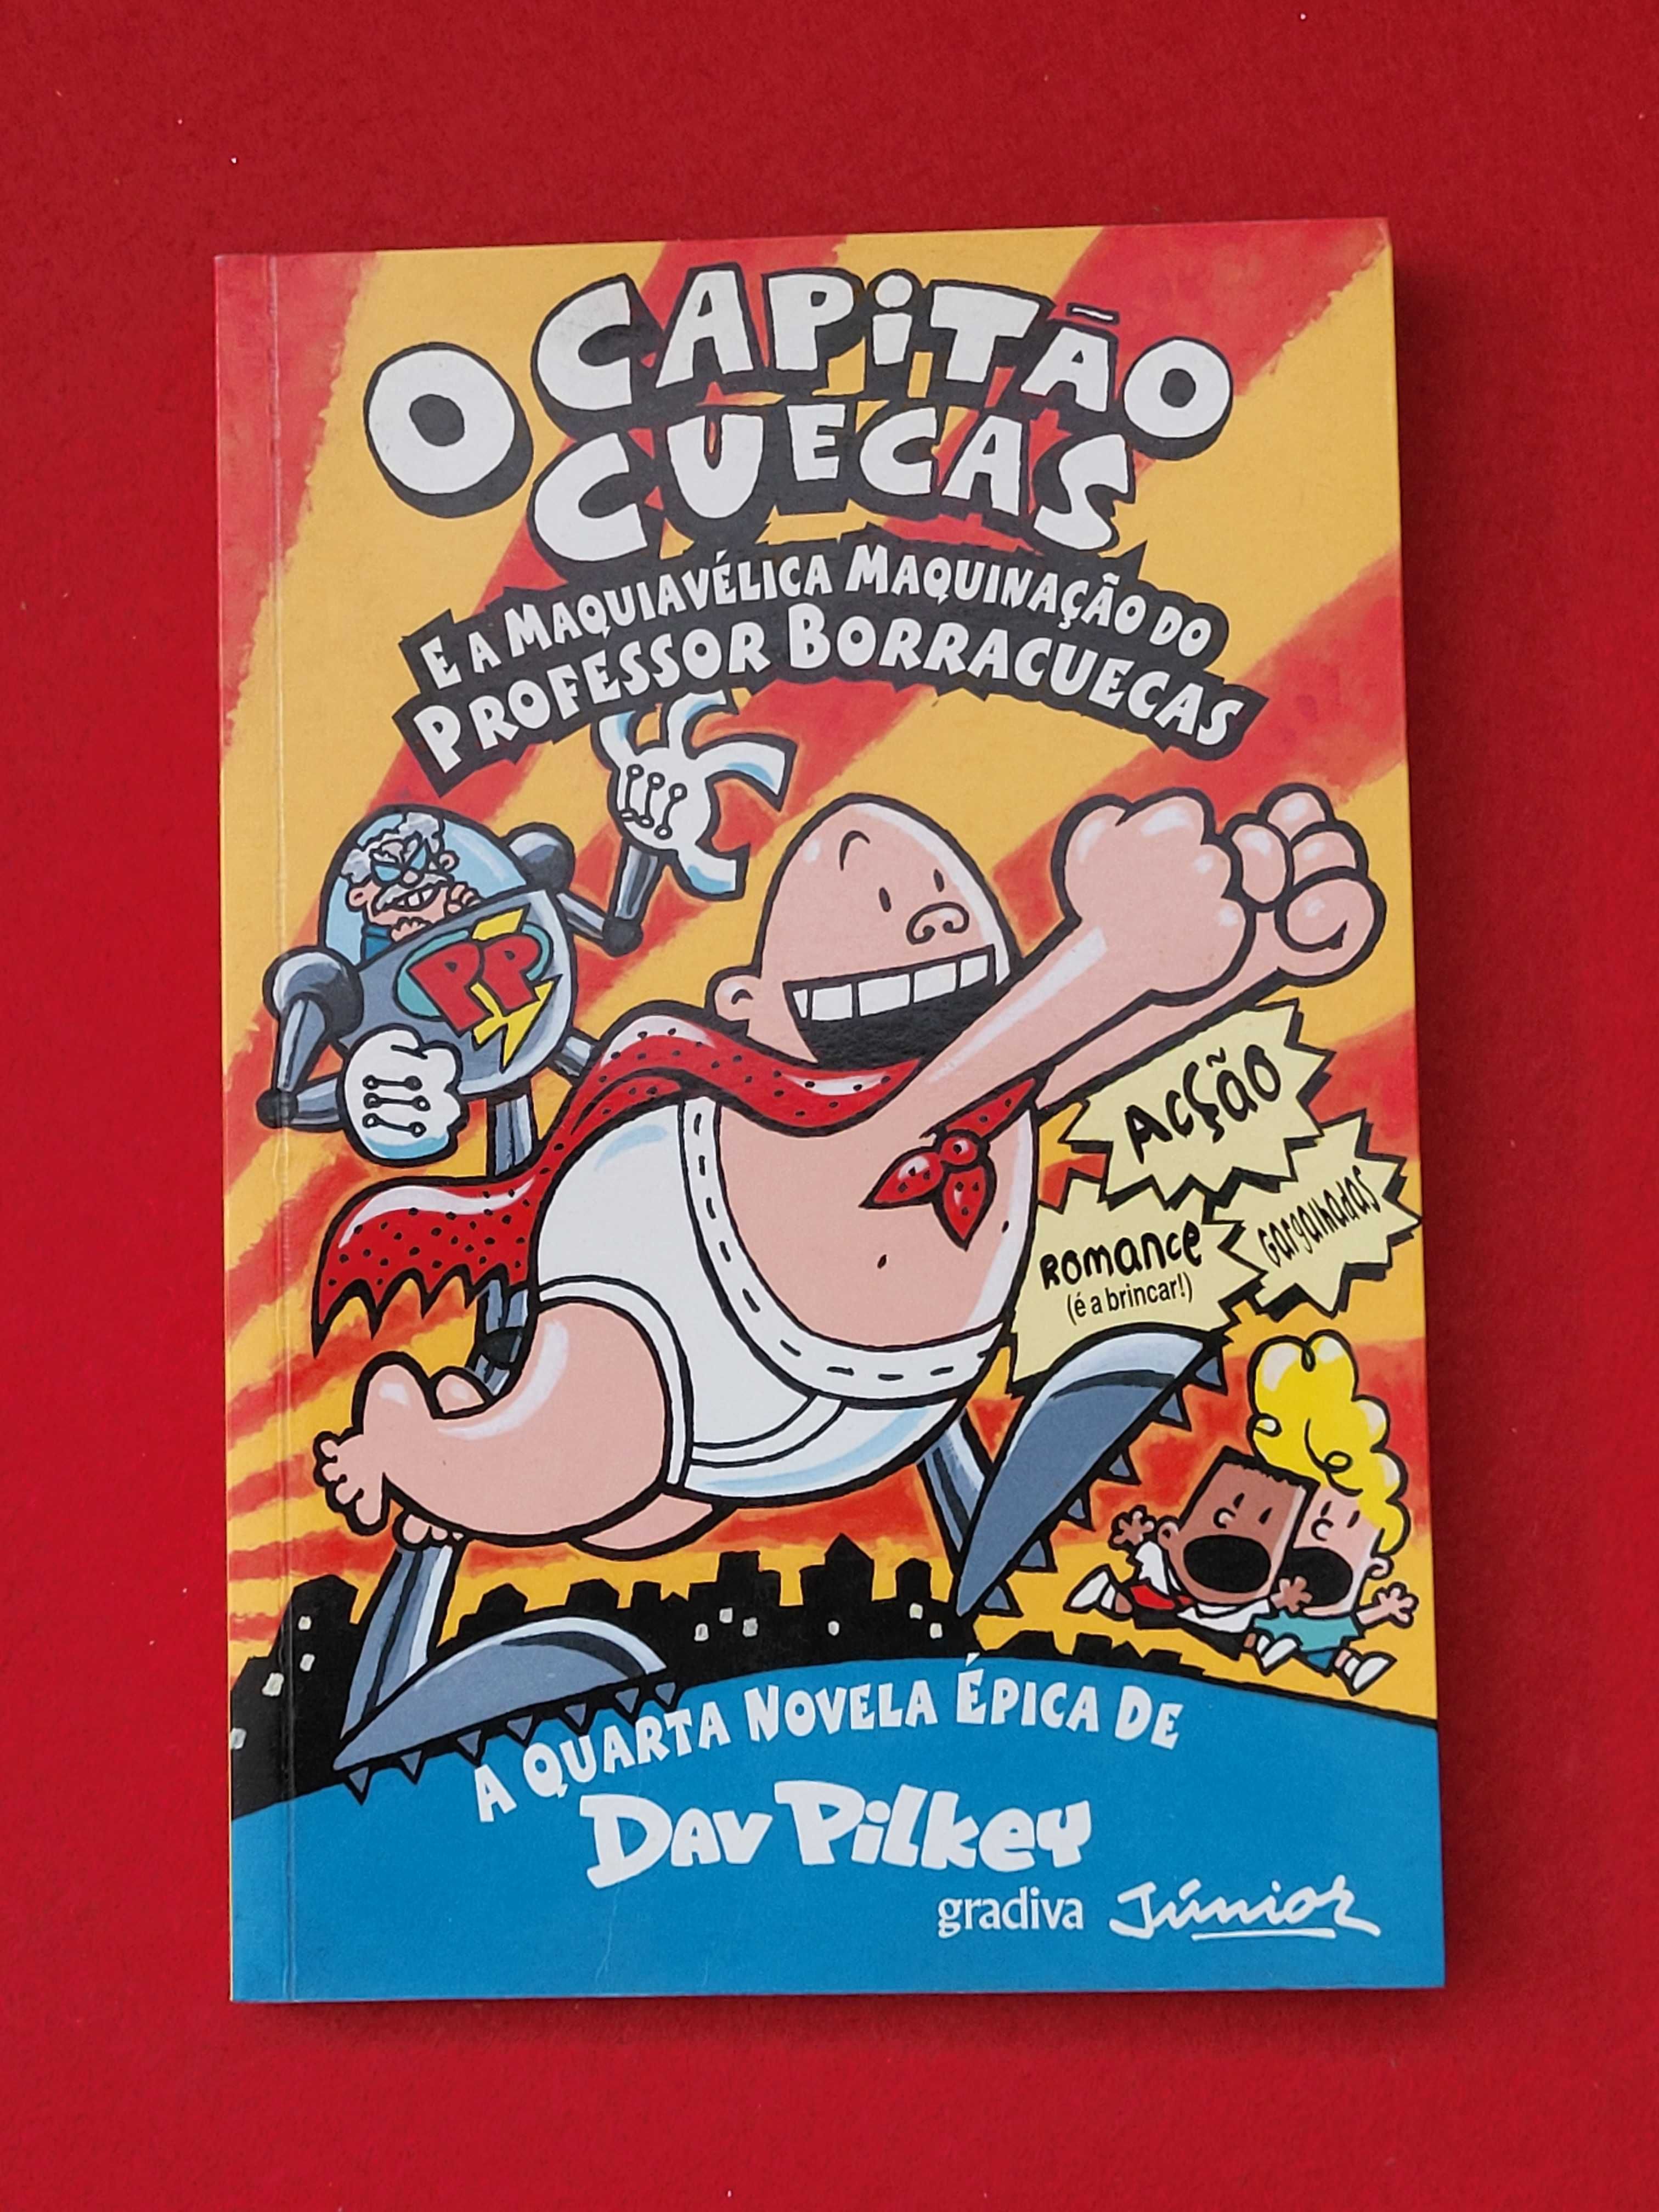 O CAPiTÃO
CUECAS
E A MAQUIAVÉLICA MAQUINAÇÃO DO
PROFESSOR BORRACUECAS
PP
ACÇÃO
Gargalhadas
ROMANCE
(é a brincar!)
A QUARTA NOVELA ÉPICA DE
DAV PiLkey
gradiva Júnior